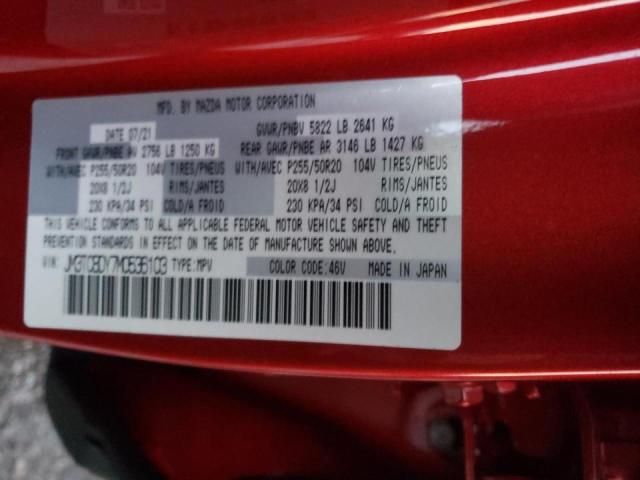 MFD. BY MAZDA MOTOR CORPORATION
DATE 07/21 GVWR/PNBV 5822 LB 2641 KG
FRONT GAWR/PNBE AV 2756 LB 1250 KG REAR GAWR/PNBE AR 3146 LB 1427 KG
WITH/AVEC P255/50R20 104V TIRES/PNEUS WITH/AVEC P255/50R20 104V TIRES/PNEUS
20X8 1/2J RIMS/JANTES 20X8 1/2J RIMS/JANTES
230 KPA/34 PSI COLD/A FROID 230 KPA/34 PSI COLD/A FROID
THIS VEHICLE CONFORMS TO ALL APPLICABLE FEDERAL MOTOR VEHICLE SAFETY AND THEFT
PREVENTION STANDARDS IN EFFECT ON THE DATE OF MANUFACTURE SHOWN ABOVE.
VIN: JM3TCBDY7M0536103 TYPE:MPV COLOR CODE:46V MADE IN JAPAN